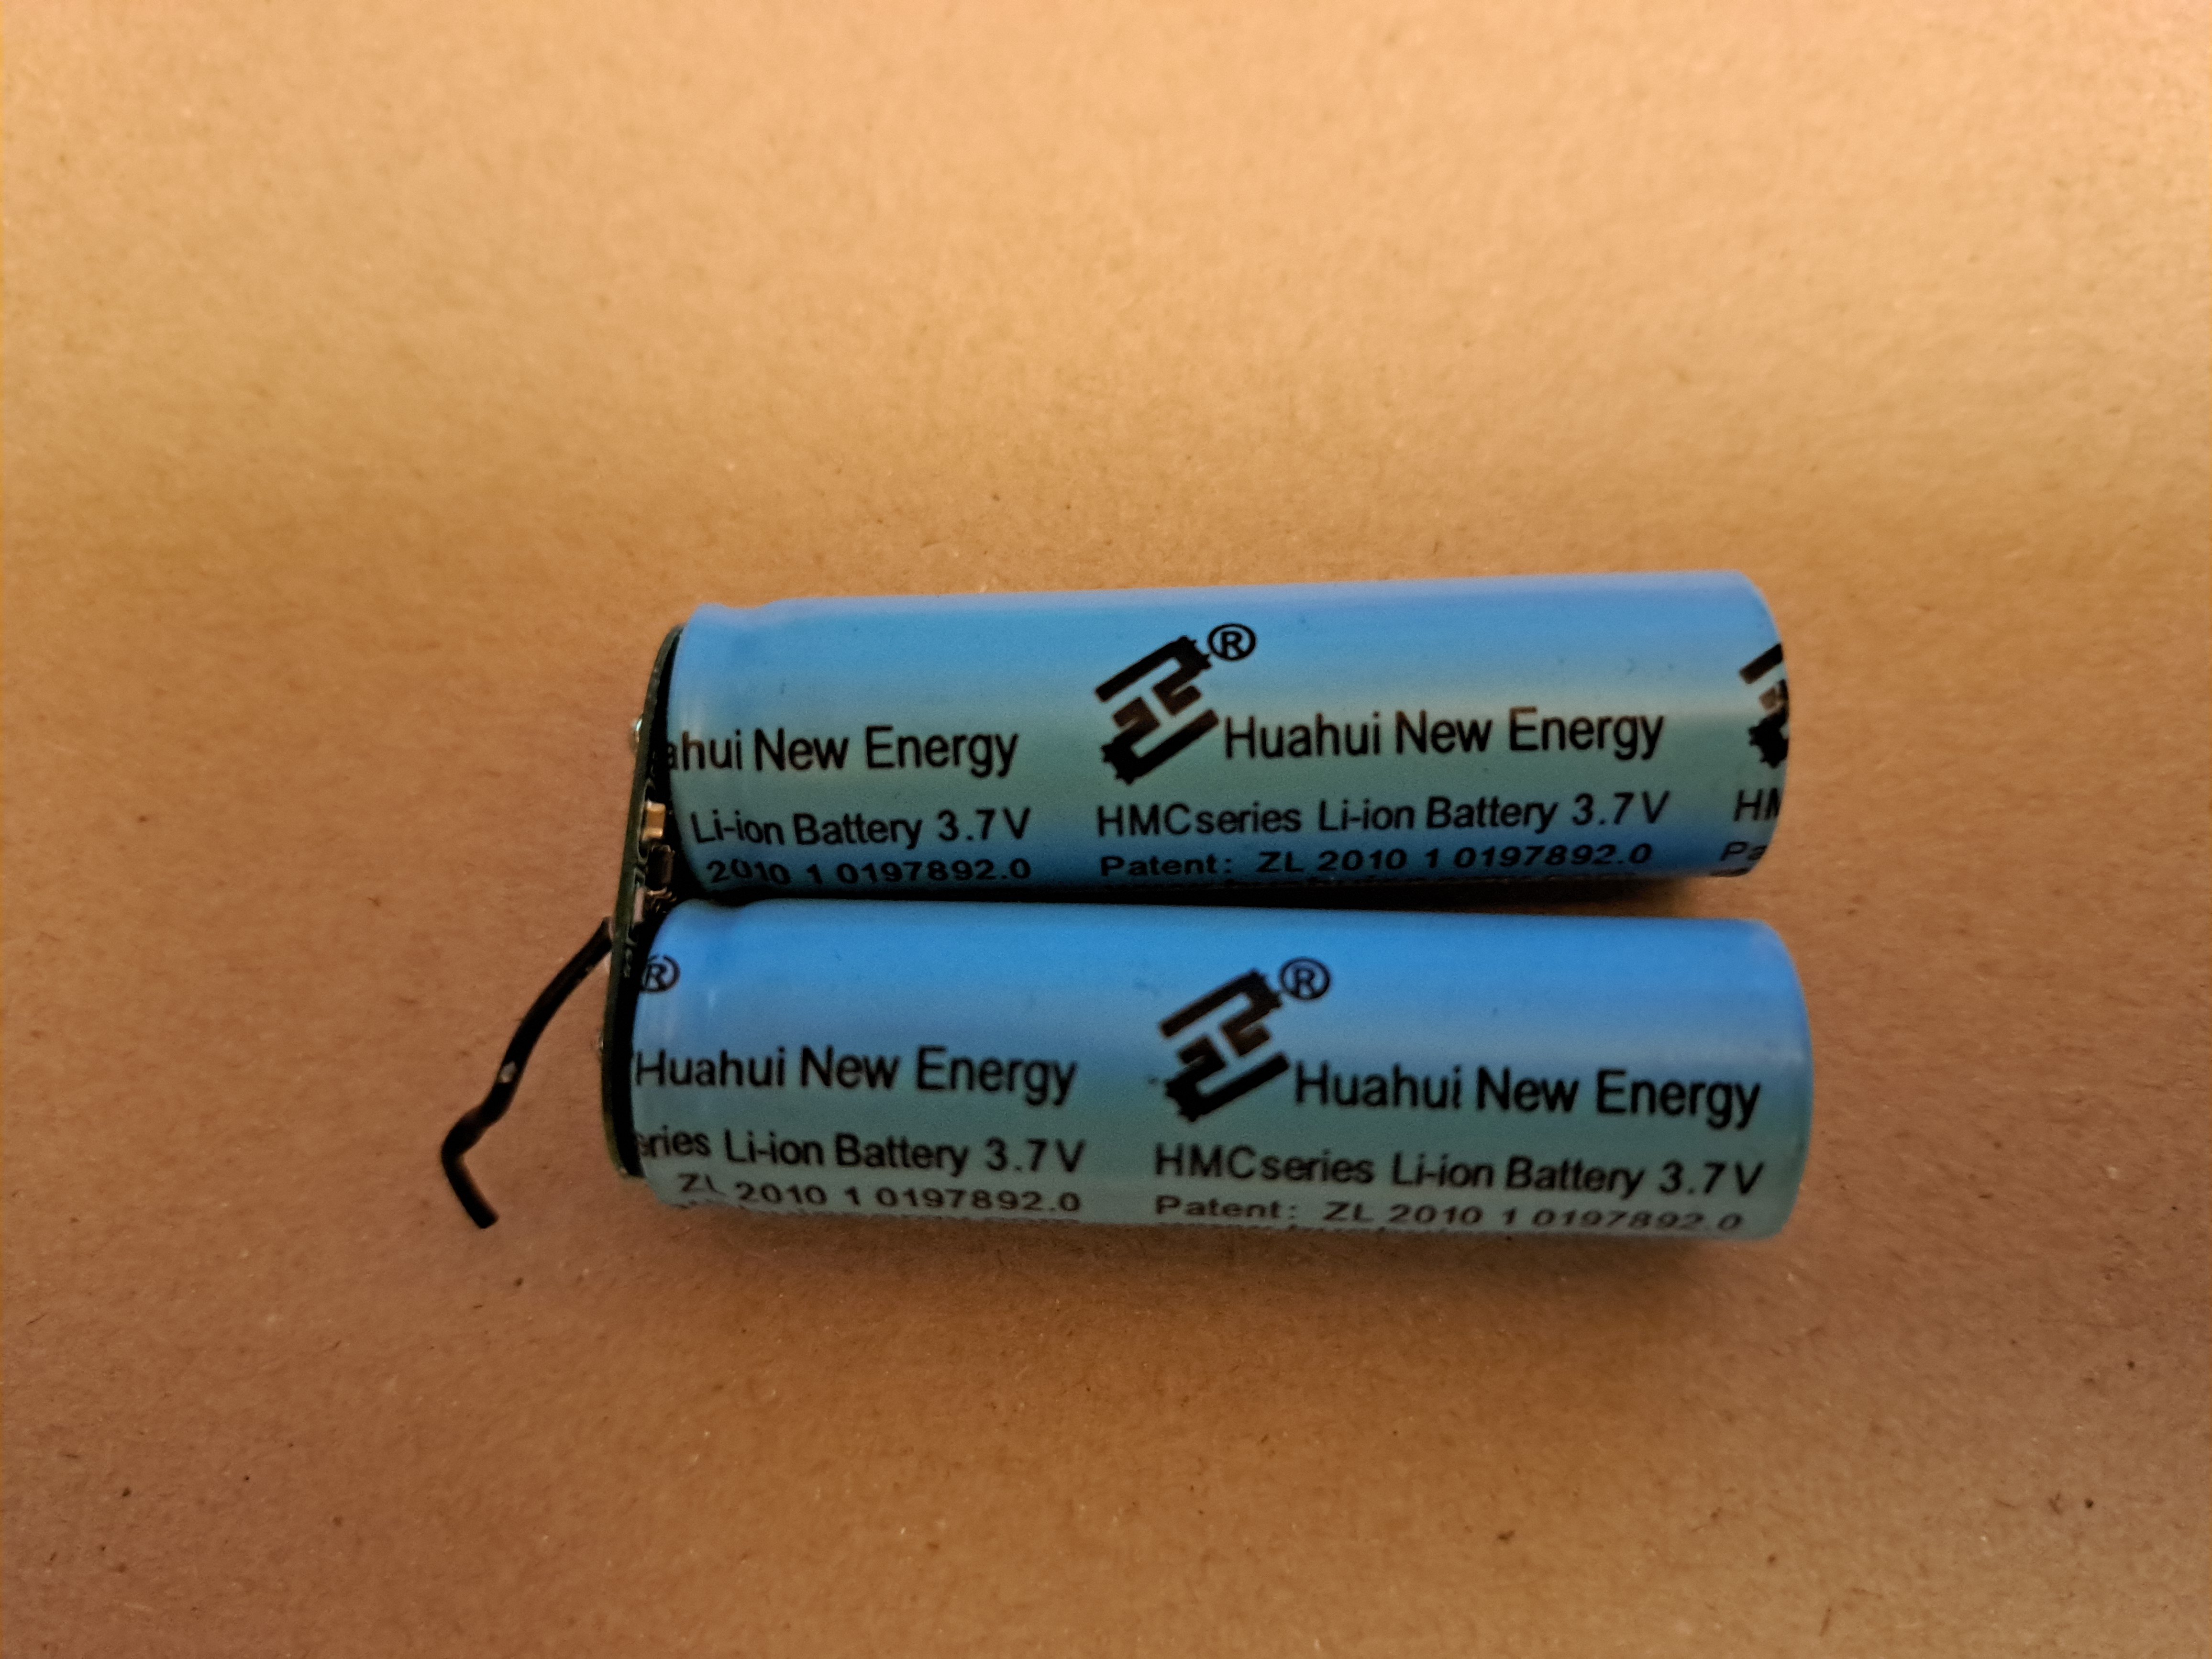 ahui New Energy
Li-ion Battery 3.7V
2010 1 0197892.0
®
Huahui New Energy
HMCseries Li-ion Battery 3.7V
Patent: ZL 2010 1 0197892.0
HM
Pa
®
Huahui New Energy
eries Li-ion Battery 3.7V
ZL 2010 1 0197892.0
®
Huahui New Energy
HMCseries Li-ion Battery 3.7V
Patent: ZL 2010 1 0197892.0